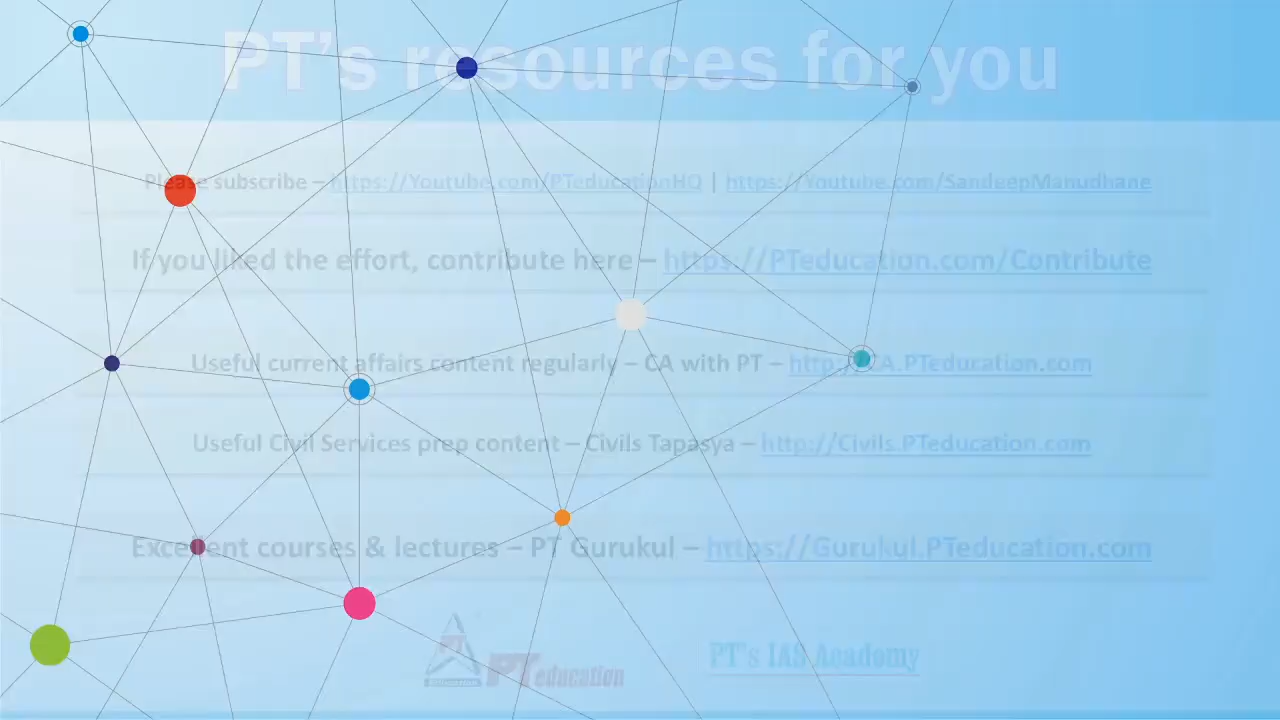 PT's resources for you
Please subscribe – https://Youtube.com/PTeducationHQ | https://Youtube.com/SandeepManudhane
If you liked the effort, contribute here – https://PTeducation.com/Contribute
Useful current affairs content regularly – CA with PT – http://CA.PTeducation.com
Useful Civil Services prep content – Civils Tapasya – http://Civils.PTeducation.com
Excellent courses & lectures – PT Gurukul – https://Gurukul.PTeducation.com
PTeducation
PT's IAS Academy